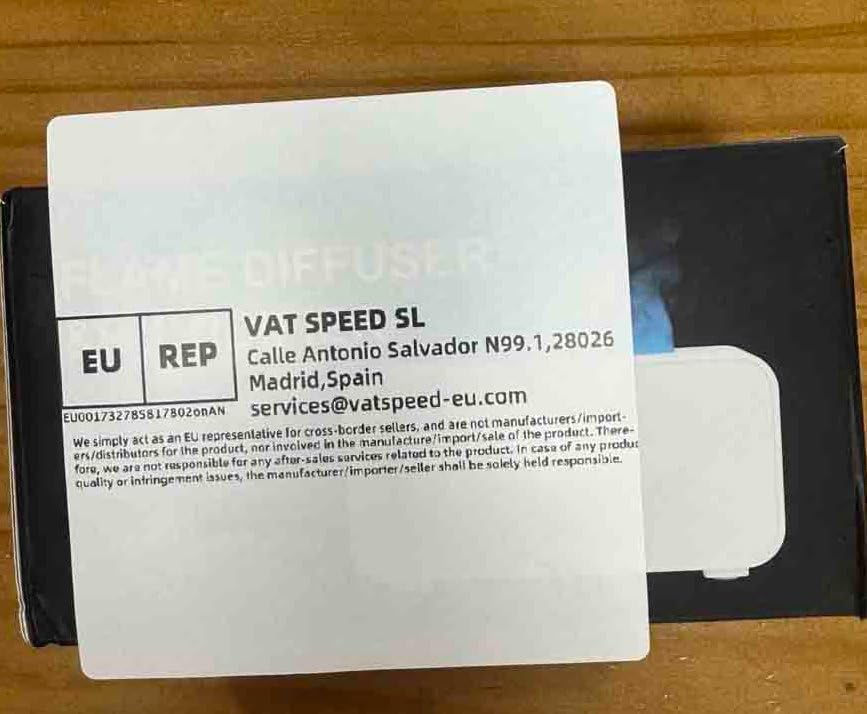 FLAME DIFFUSER
EU REP
EU001732785817802onAN
VAT SPEED SL
Calle Antonio Salvador N99.1,28026
Madrid,Spain
services@vatspeed-eu.com
We simply act as an EU representative for cross-border sellers, and are not manufacturers/import-
ers/distributors for the product, nor involved in the manufacture/import/sale of the product. There-
fore, we are not responsible for any after-sales services related to the product. In case of any produc
quality or infringement issues, the manufacturer/importer/seller shall be solely held responsible.